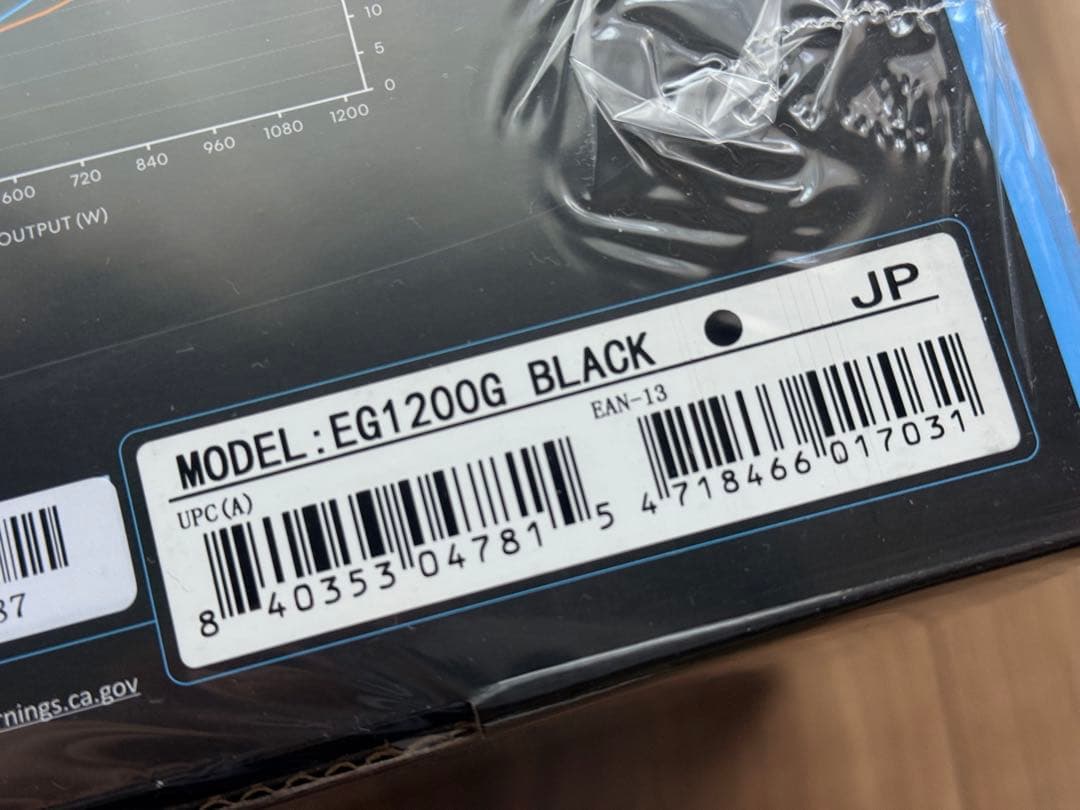 10
5
0
600 720 840 960 1080 1200
OUTPUT (W)
MODEL:EG1200G BLACK JP
UPC(A)
EAN-13
8 40353 04781 5
4 718466 017031
37
rnings.ca.gov